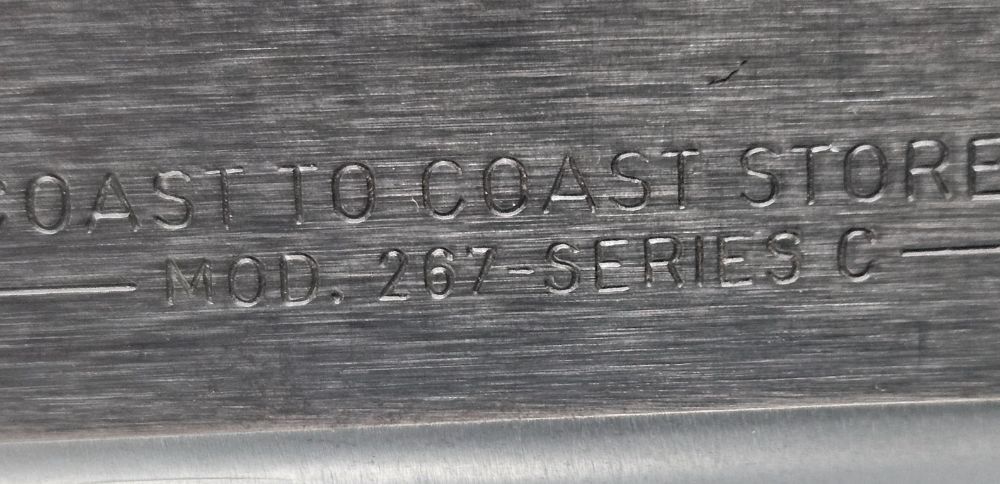 COAST TO COAST STORE
MOD. 267-SERIES C